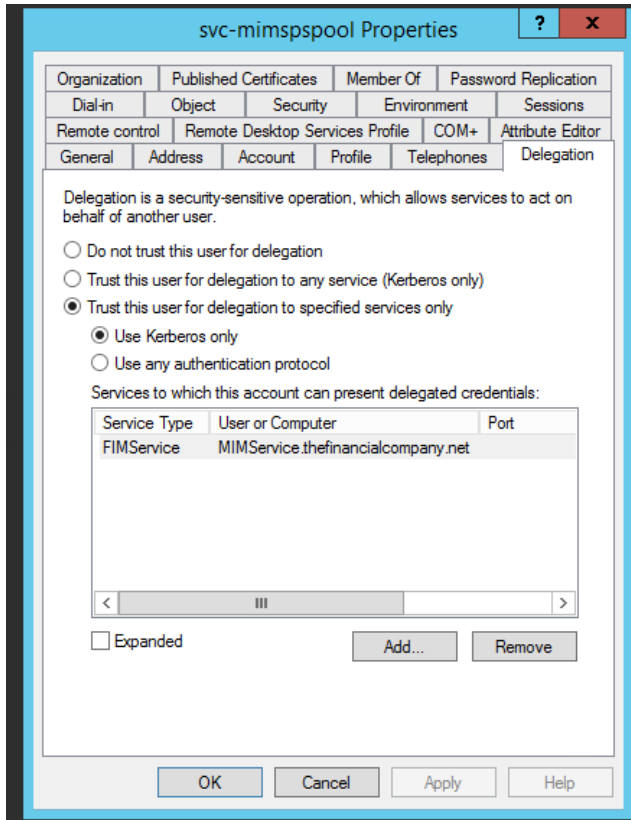 svc-mimspspool Properties
? x
Organization Published Certificates Member Of Password Replication
Dial-in Object Security Environment Sessions
Remote control Remote Desktop Services Profile COM+ Attribute Editor
General Address Account Profile Telephones Delegation
Delegation is a security-sensitive operation, which allows services to act on
behalf of another user.
Do not trust this user for delegation
Trust this user for delegation to any service (Kerberos only)
Trust this user for delegation to specified services only
Use Kerberos only
Use any authentication protocol
Services to which this account can present delegated credentials:
Service Type User or Computer Port
FIMService MIMService.thefinancialcompany.net
Expanded Add... Remove
OK Cancel Apply Help